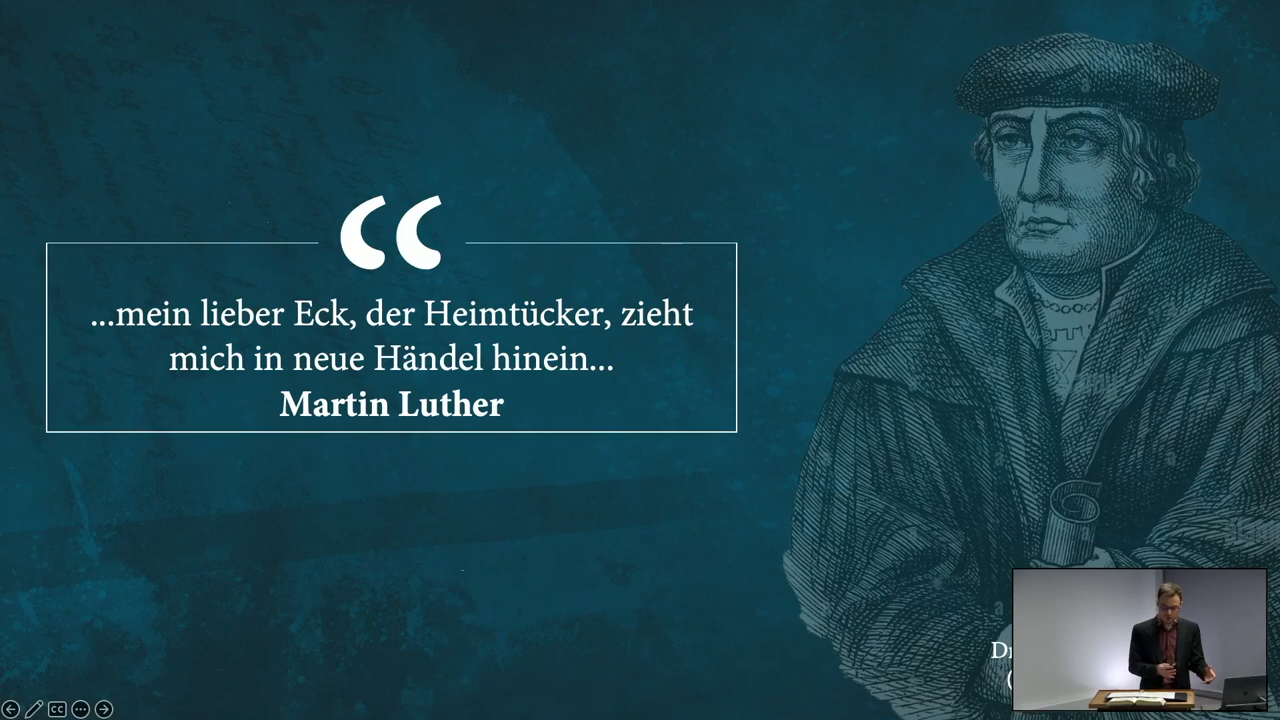 ...mein lieber Eck, der Heimtücker, zieht
mich in neue Händel hinein...
Martin Luther